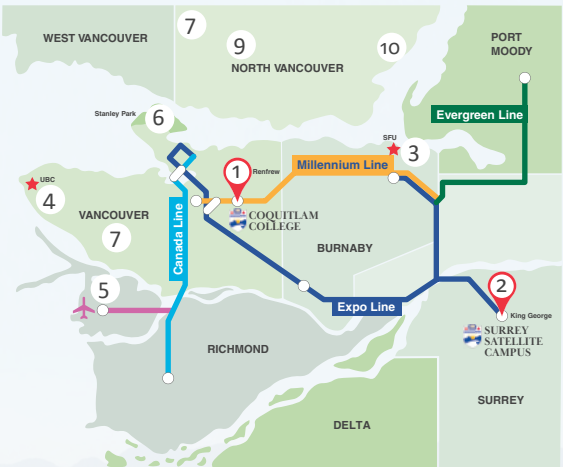 WEST VANCOUVER
7
9
10
NORTH VANCOUVER
PORT
MOODY
Stanley Park
6
Evergreen Line
SFU
3
Millennium Line
1
Renfrew
UBC
4
VANCOUVER
7
COQUITLAM
COLLEGE
Canada Line
BURNABY
5
2
Expo Line
King George
SURREY
SATELLITE
CAMPUS
RICHMOND
SURREY
DELTA